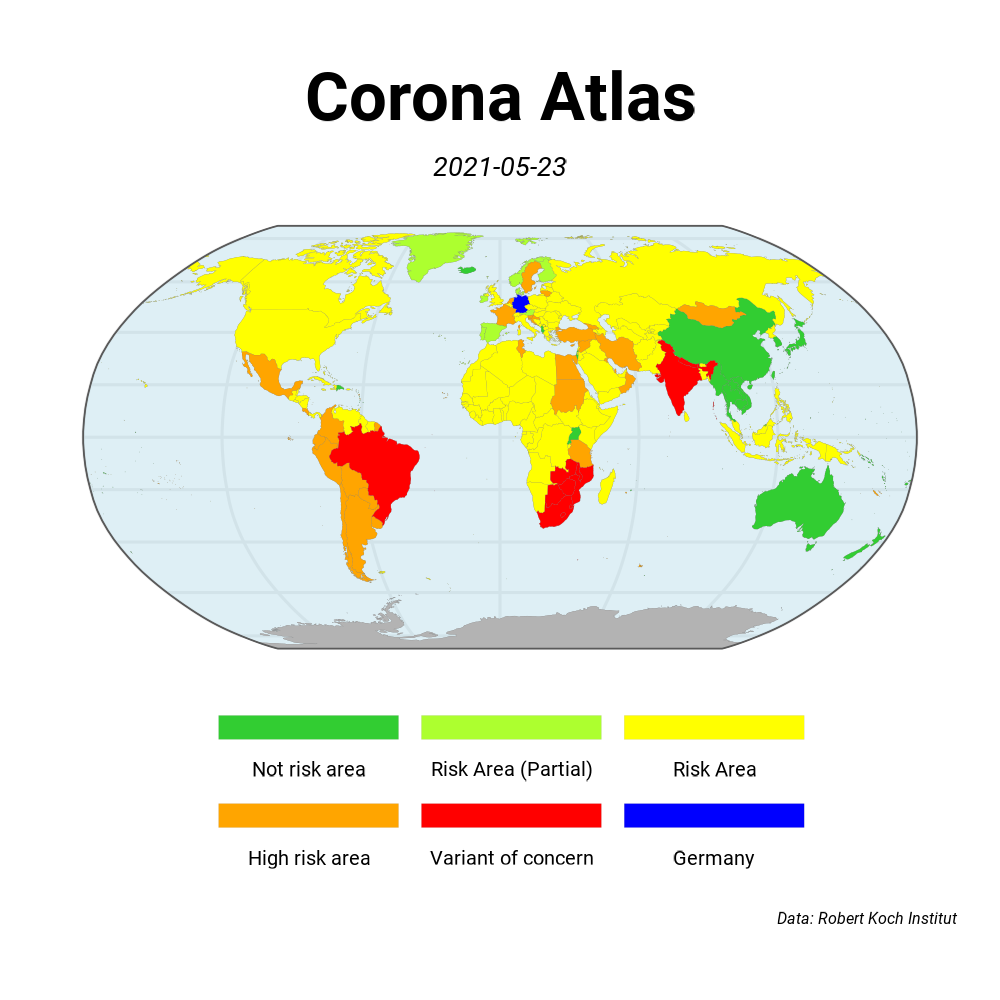 Corona Atlas
2021-05-23
Not risk area
Risk Area (Partial)
Risk Area
High risk area
Variant of concern
Germany
Data: Robert Koch Institut